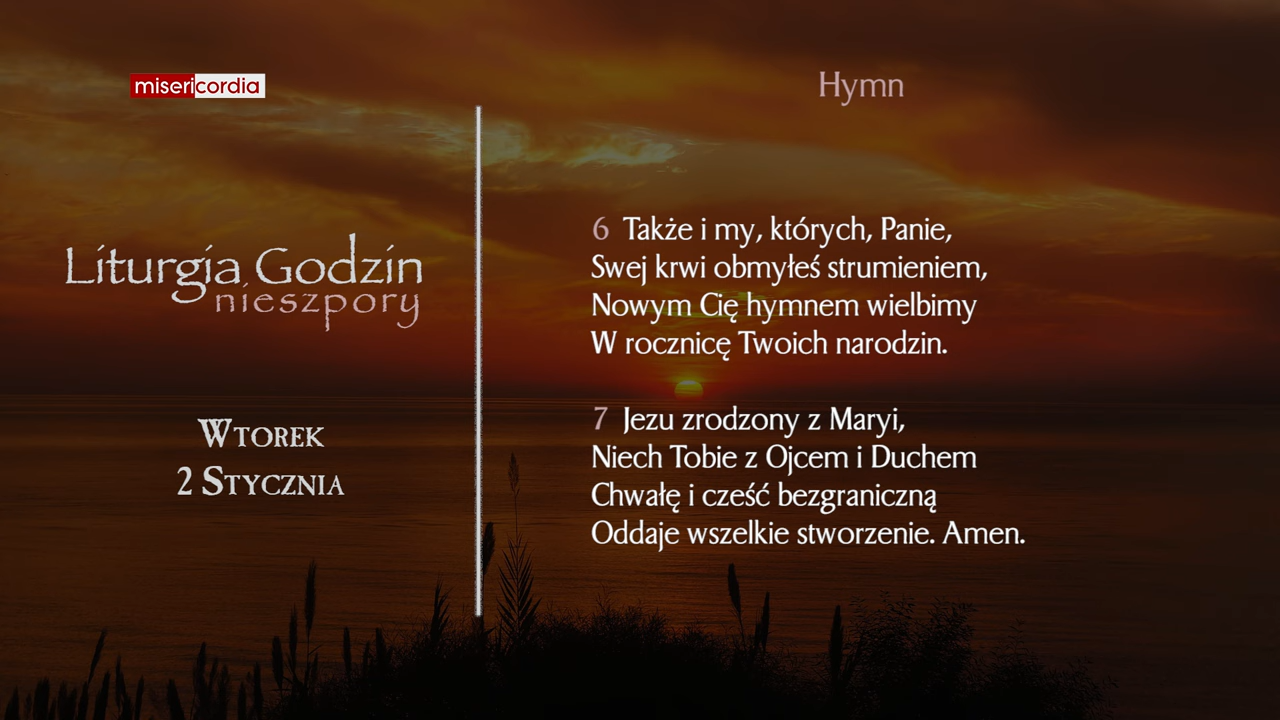 misericordia
Liturgia Godzin
nieszpory
Wtorek
2 Stycznia
Hymn
6 Także i my, których, Panie,
Swej krwi obmyłeś strumieniem,
Nowym Cię hymnem wielbimy
W rocznicę Twoich narodzin.
7 Jezu zrodzony z Maryi,
Niech Tobie z Ojcem i Duchem
Chwałę i cześć bezgraniczną
Oddaje wszelkie stworzenie. Amen.